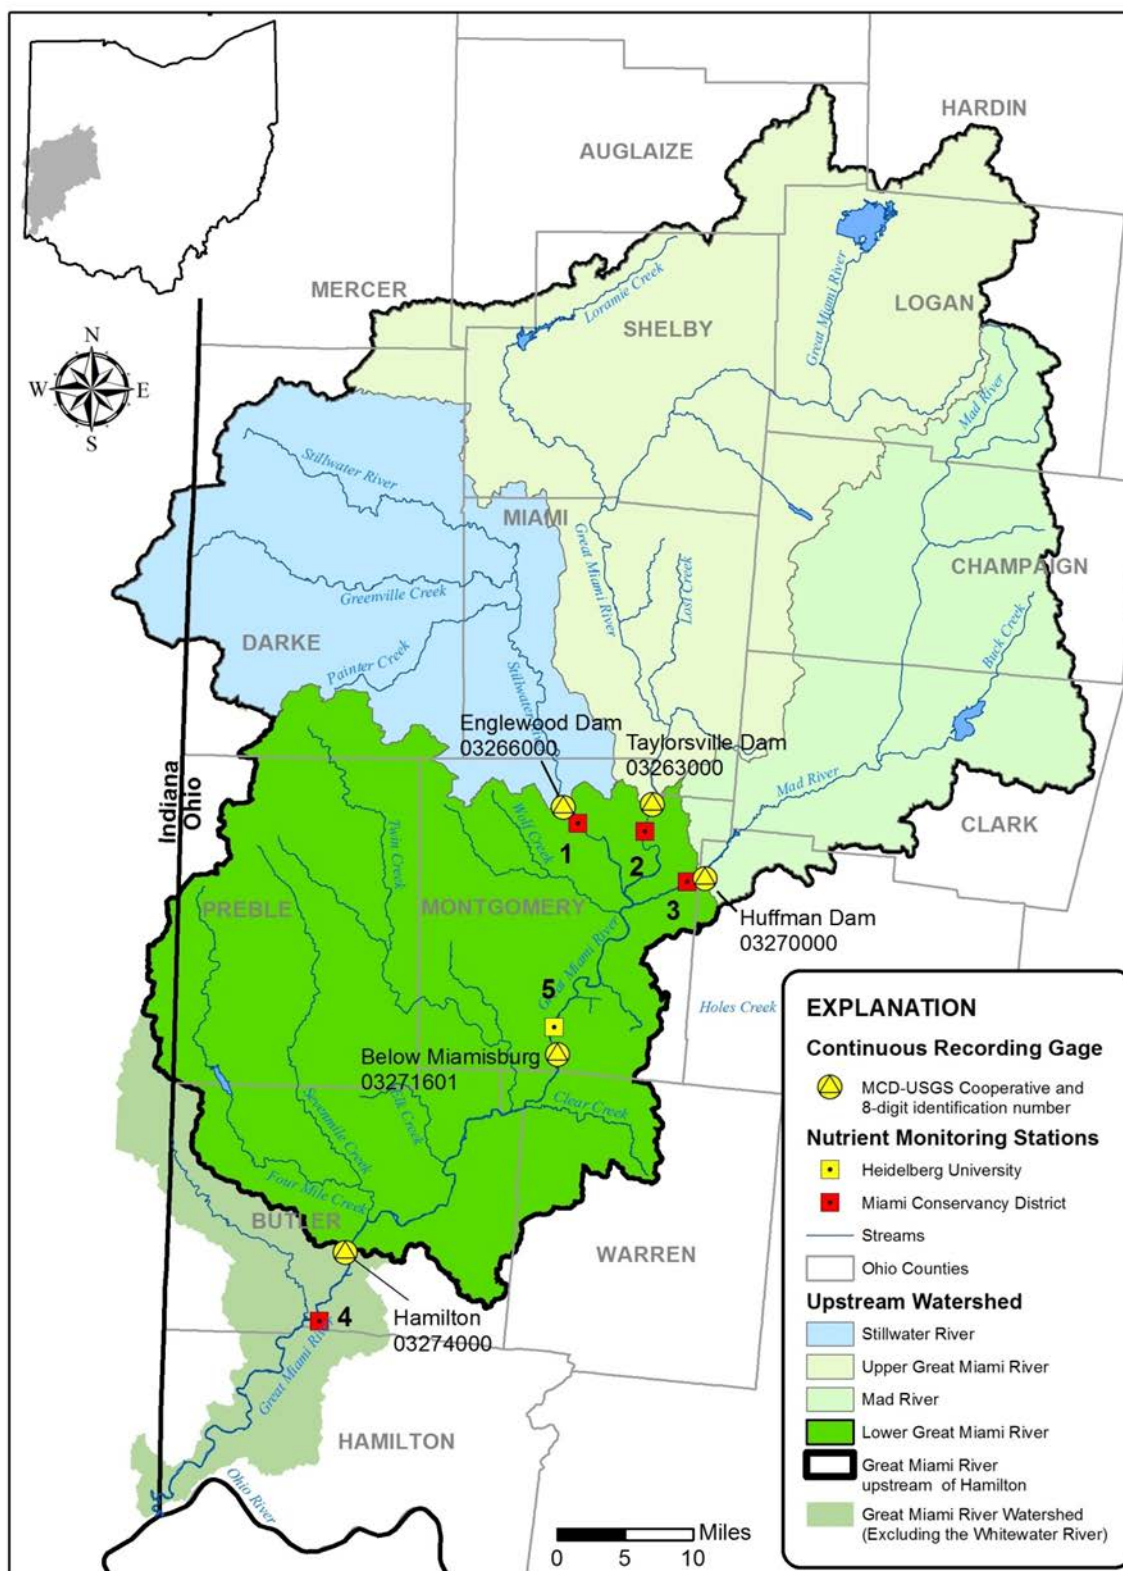 HARDIN
AUGLAIZE
MERCER
Loramie Creek
SHELBY
Great Miami River
LOGAN
N
W E
S
Mad River
Stillwater River
MIAMI
Great Miami River
Lost Creek
CHAMPAIGN
Greenville Creek
DARKE
Painter Creek
Buck Creek
Stillwater River
Englewood Dam
03266000
Taylorsville Dam
03263000
Mad River
CLARK
Indiana
Ohio
Twin Creek
Wolf Creek
1
2
3
PREBLE
MONTGOMERY
Huffman Dam
03270000
Great Miami River
5
Holes Creek
Below Miamisburg
03271601
Sevenmile Creek
Elk Creek
Clear Creek
Four Mile Creek
BUTLER
WARREN
4
Hamilton
03274000
Great Miami River
HAMILTON
Ohio River
Miles
0 5 10
EXPLANATION
Continuous Recording Gage
MCD-USGS Cooperative and
8-digit identification number
Nutrient Monitoring Stations
Heidelberg University
Miami Conservancy District
Streams
Ohio Counties
Upstream Watershed
Stillwater River
Upper Great Miami River
Mad River
Lower Great Miami River
Great Miami River
upstream of Hamilton
Great Miami River Watershed
(Excluding the Whitewater River)